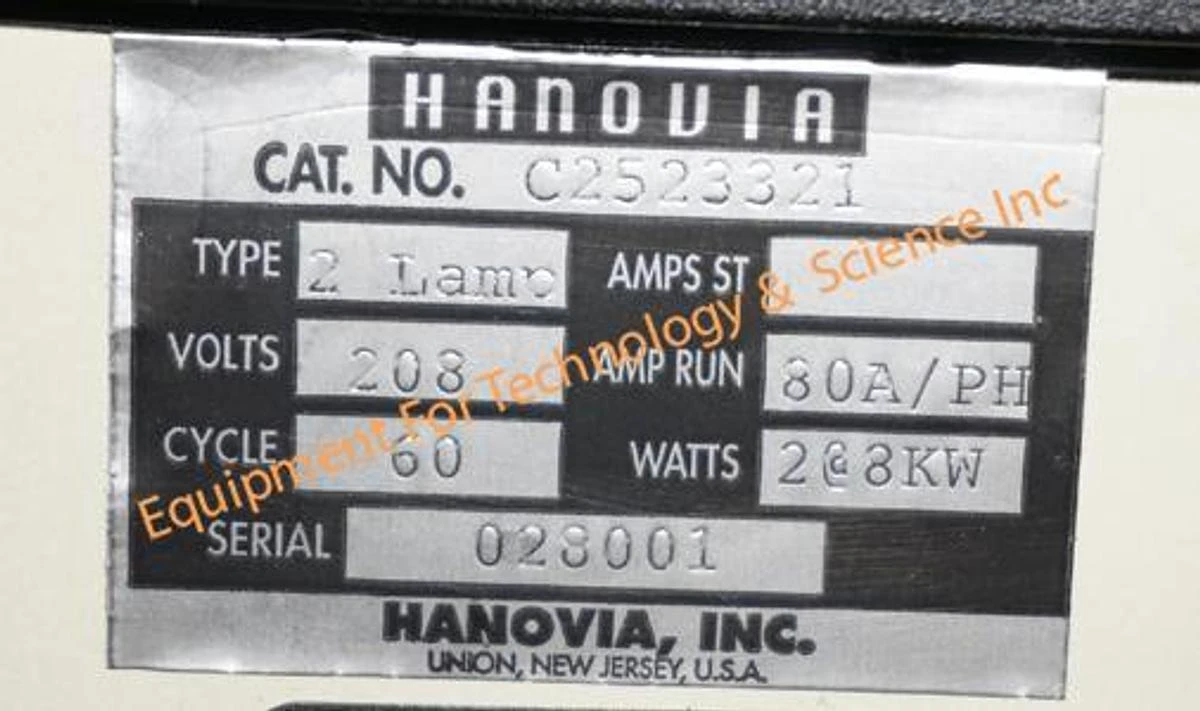 HANOVIA
CAT. NO. C2523321
TYPE 2 Lamp AMPS ST
VOLTS 208 AMP RUN 80A/PH
CYCLE 60 WATTS 2@8KW
SERIAL 028001
HANOVIA, INC.
UNION, NEW JERSEY, U.S.A.
Equipment For Technology & Science Inc